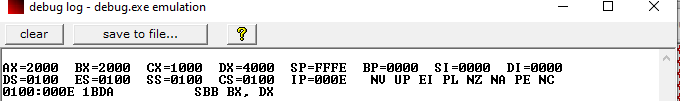 debug log - debug.exe emulation
clear save to file... ?
AX=2000 BX=2000 CX=1000 DX=4000 SP=FFFE BP=0000 SI=0000 DI=0000
DS=0100 ES=0100 SS=0100 CS=0100 IP=000E NV UP EI PL NZ NA PE NC
0100:000E 1BDA SBB BX, DX